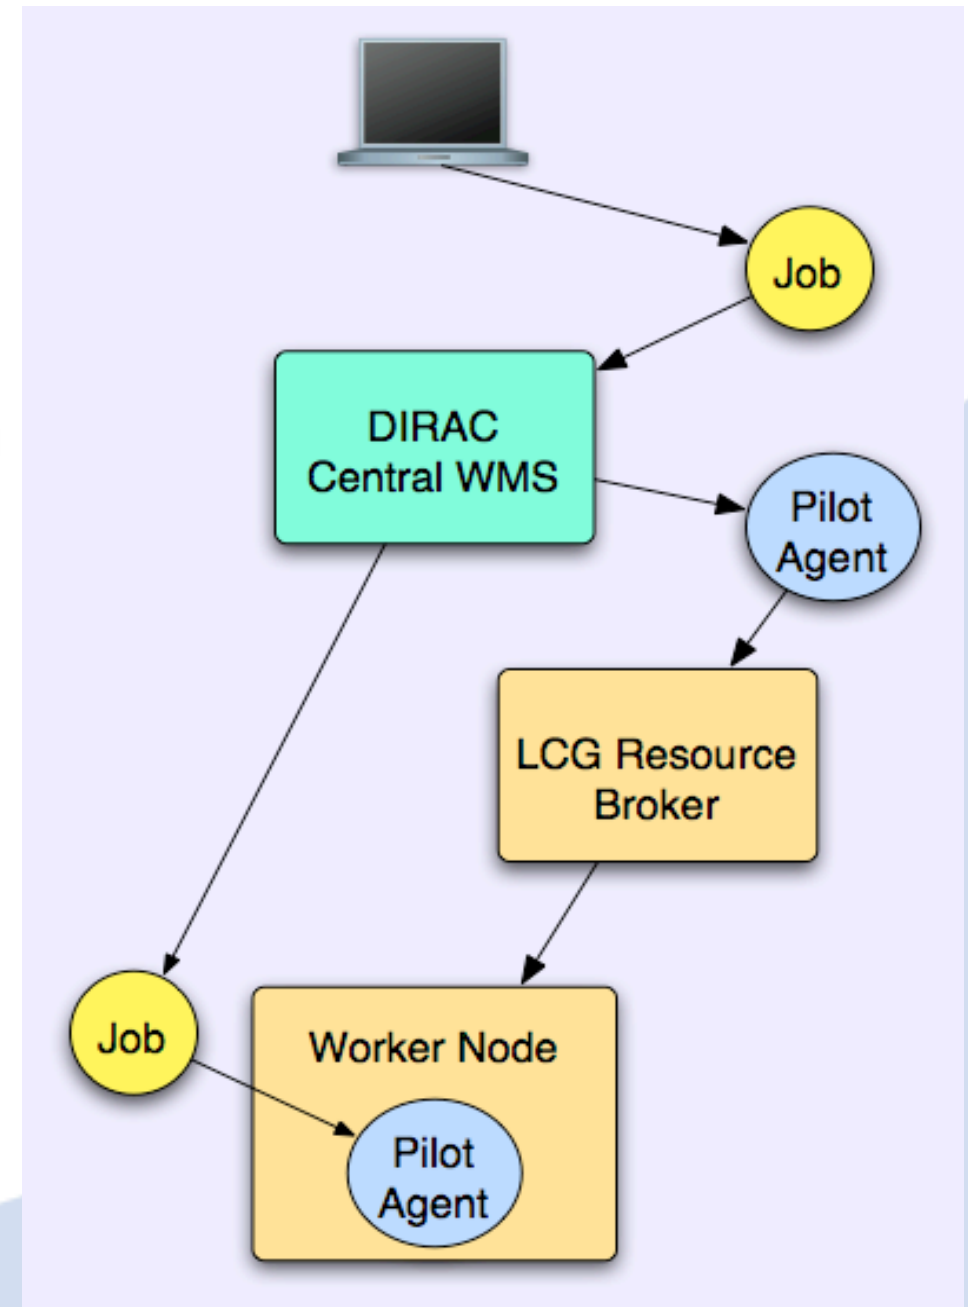 Job
DIRAC
Central WMS
Pilot
Agent
LCG Resource
Broker
Job
Worker Node
Pilot
Agent